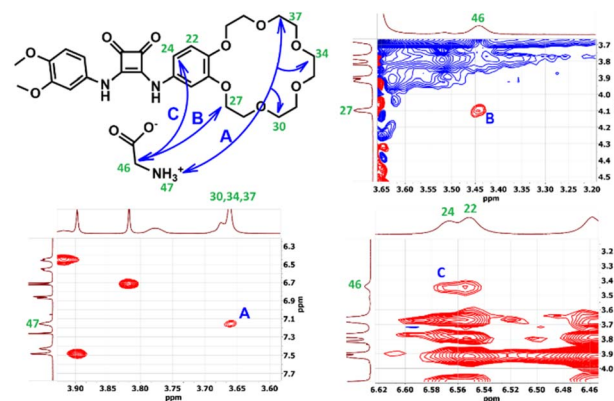 37
O O
24 22
O
O
O
34
O
N
H
N
H
O
O
O
O
27
30
C
B
A
O
O-
O
46
NH3+
47
46
27
B
3.8
3.9
4.0
4.1
4.2
4.3
4.4
4.5
3.65 3.60 3.55 3.50 3.45 3.40 3.35 3.30 3.25 3.20
ppm
ppm
30,34,37
47
A
6.3
6.5
6.7
6.9
7.1
7.3
7.5
7.7
3.90 3.85 3.80 3.75 3.70 3.65 3.60
ppm
ppm
24 22
46
C
3.2
3.3
3.4
3.5
3.6
3.7
3.8
3.9
4.0
6.62 6.60 6.58 6.56 6.54 6.52 6.50 6.48 6.46
ppm
ppm